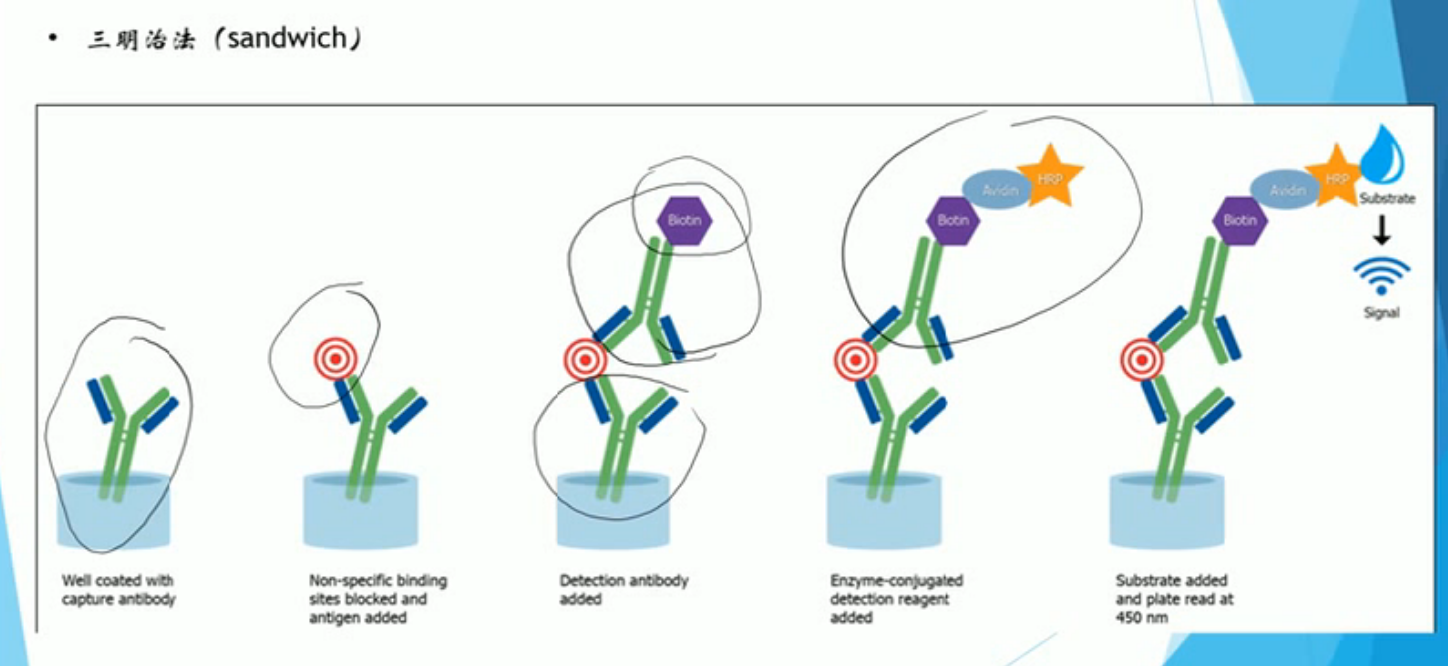 • 三明治法（sandwich）
Biotin
Biotin
Avidin
HRP
Biotin
Avidin
HRP
Substrate
Signal
Well coated with
capture antibody
Non-specific binding
sites blocked and
antigen added
Detection antibody
added
Enzyme-conjugated
detection reagent
added
Substrate added
and plate read at
450 nm